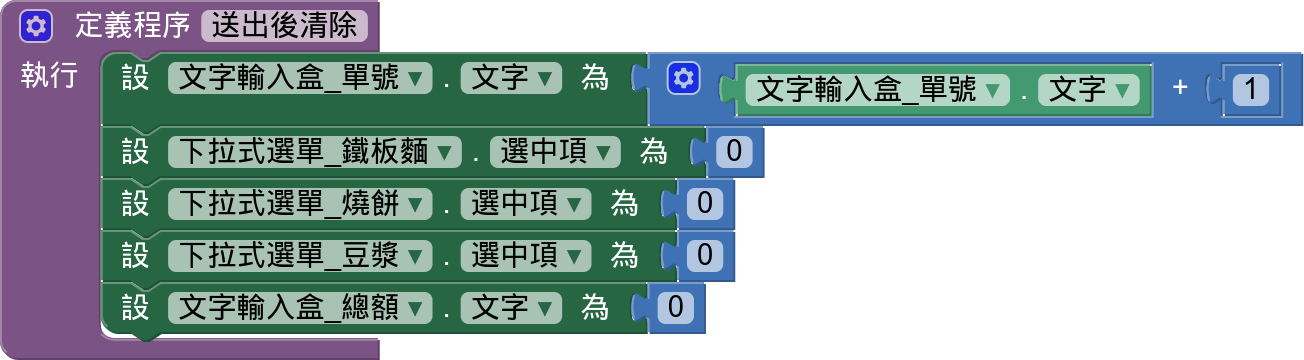 定義程序 送出後清除
執行 設 文字輸入盒_單號 . 文字 為 文字輸入盒_單號 . 文字 + 1
設 下拉式選單_鐵板麵 . 選中項 為 0
設 下拉式選單_燒餅 . 選中項 為 0
設 下拉式選單_豆漿 . 選中項 為 0
設 文字輸入盒_總額 . 文字 為 0